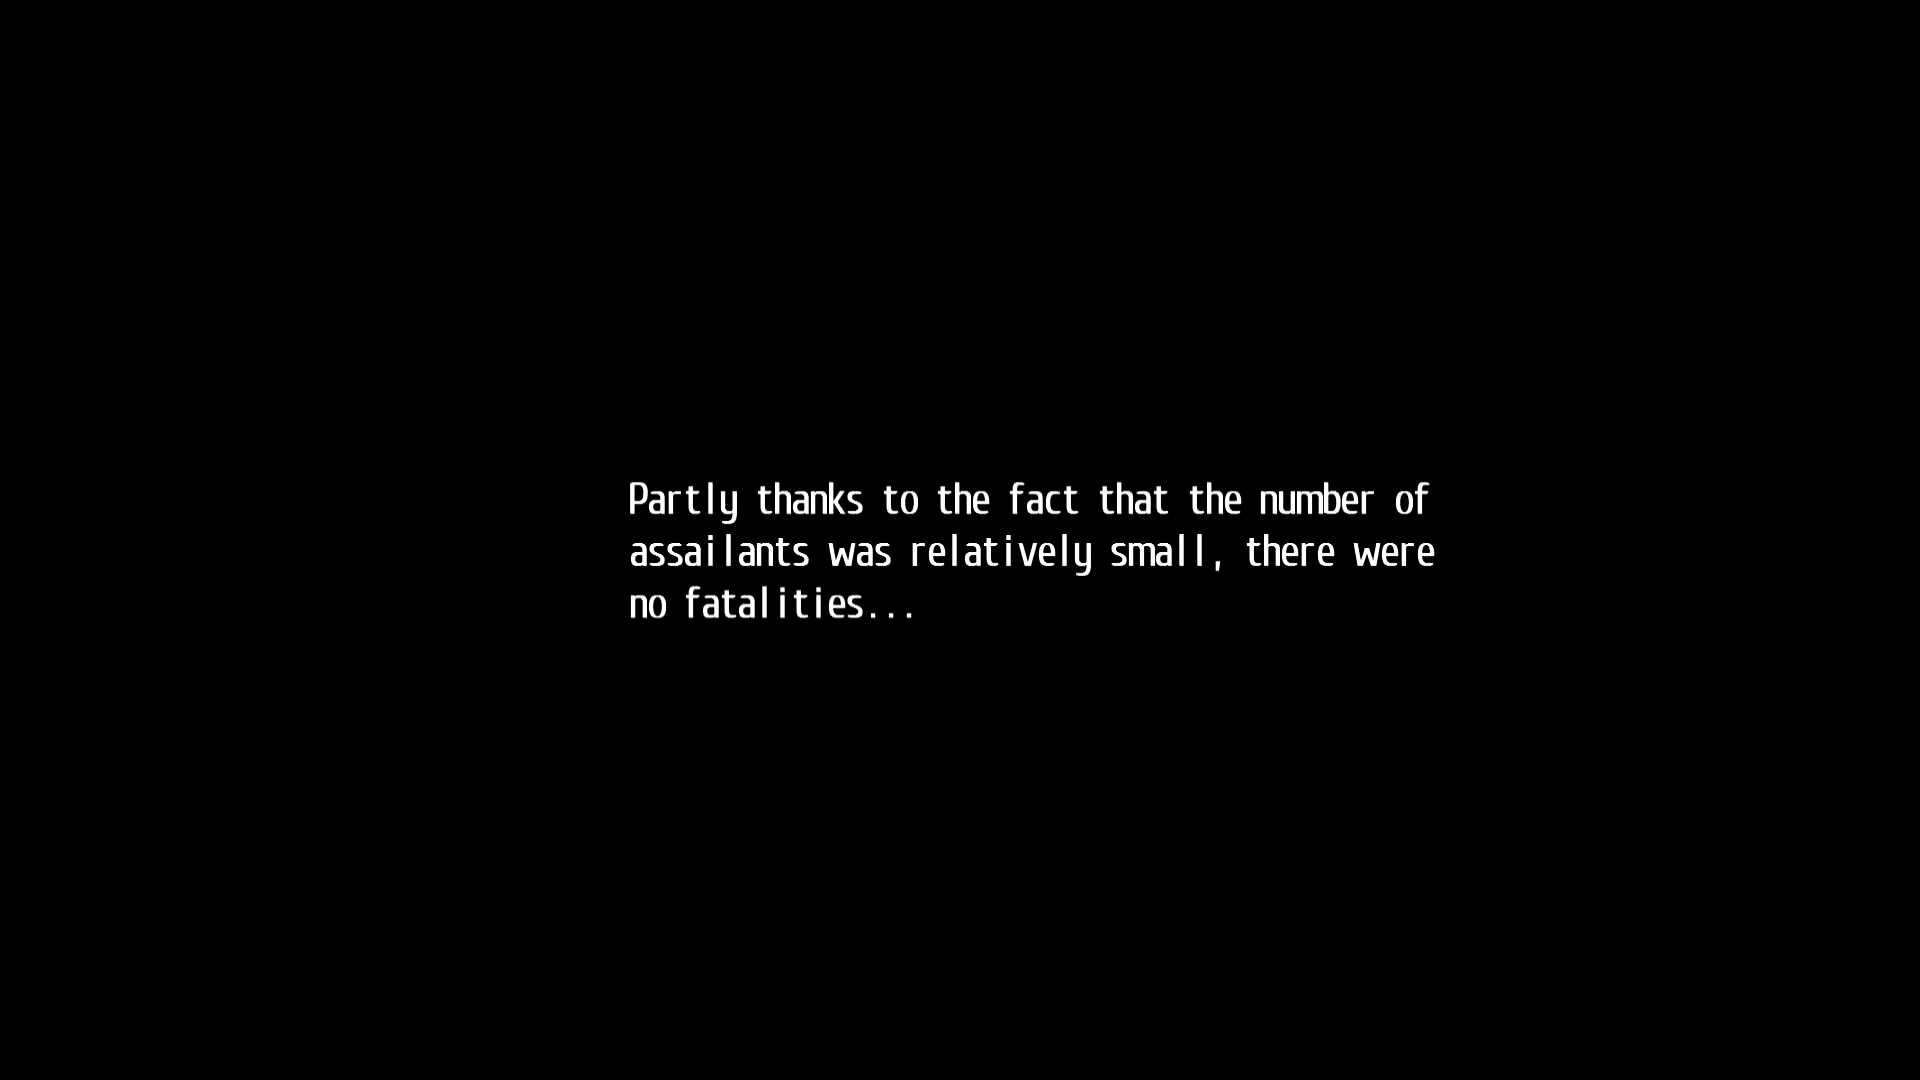 Partly thanks to the fact that the number of
assailants was relatively small, there were
no fatalities...